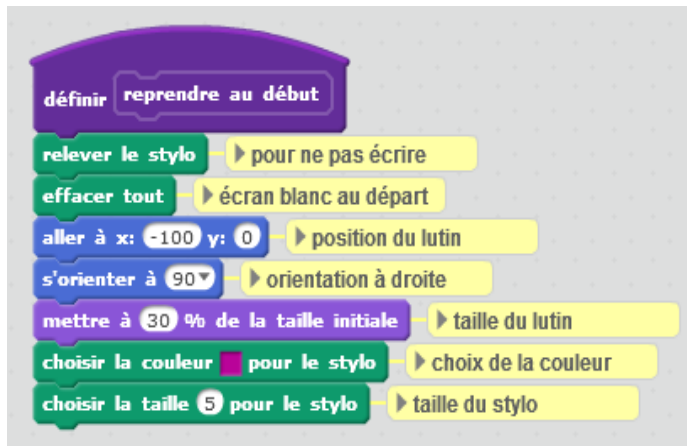 définir reprendre au début
relever le stylo pour ne pas écrire
effacer tout écran blanc au départ
aller à x: -100 y: 0 position du lutin
s'orienter à 90 orientation à droite
mettre à 30 % de la taille initiale taille du lutin
choisir la couleur pour le stylo choix de la couleur
choisir la taille 5 pour le stylo taille du stylo